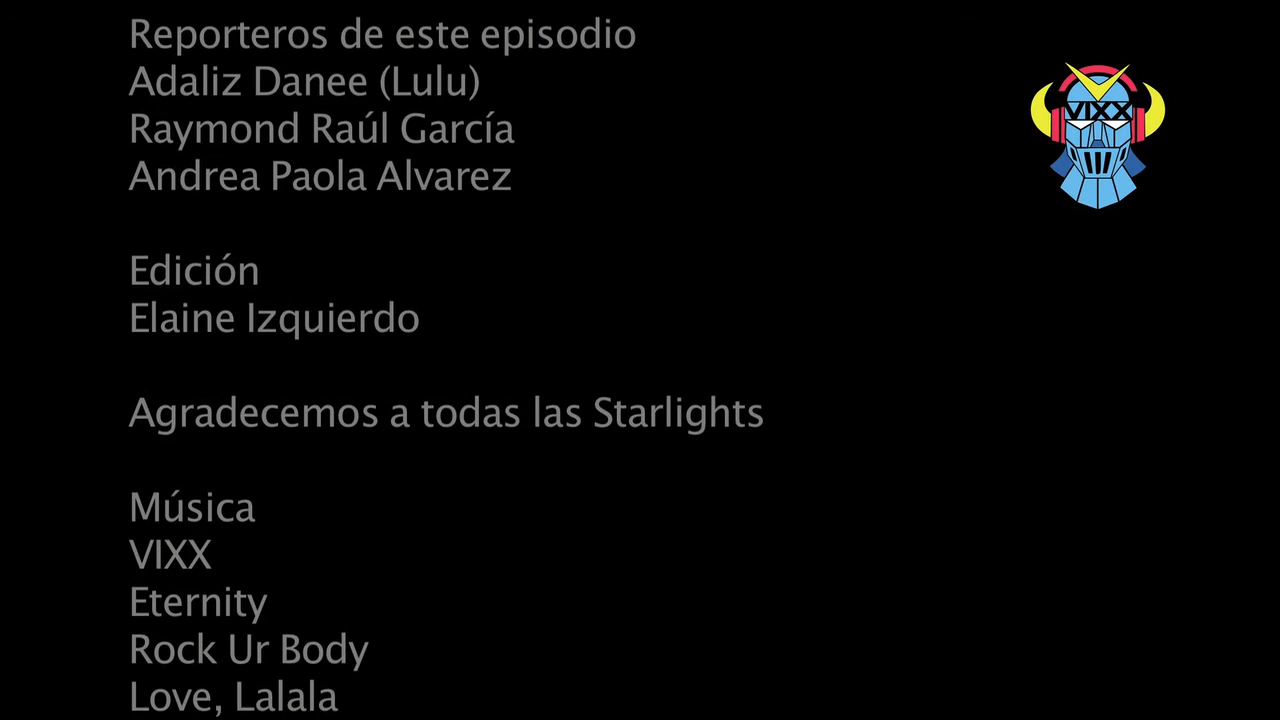 Reporteros de este episodio
Adaliz Danee (Lulu)
Raymond Raúl García
Andrea Paola Alvarez
Edición
Elaine Izquierdo
Agradecemos a todas las Starlights
Música
VIXX
Eternity
Rock Ur Body
Love, Lalala
VIXX